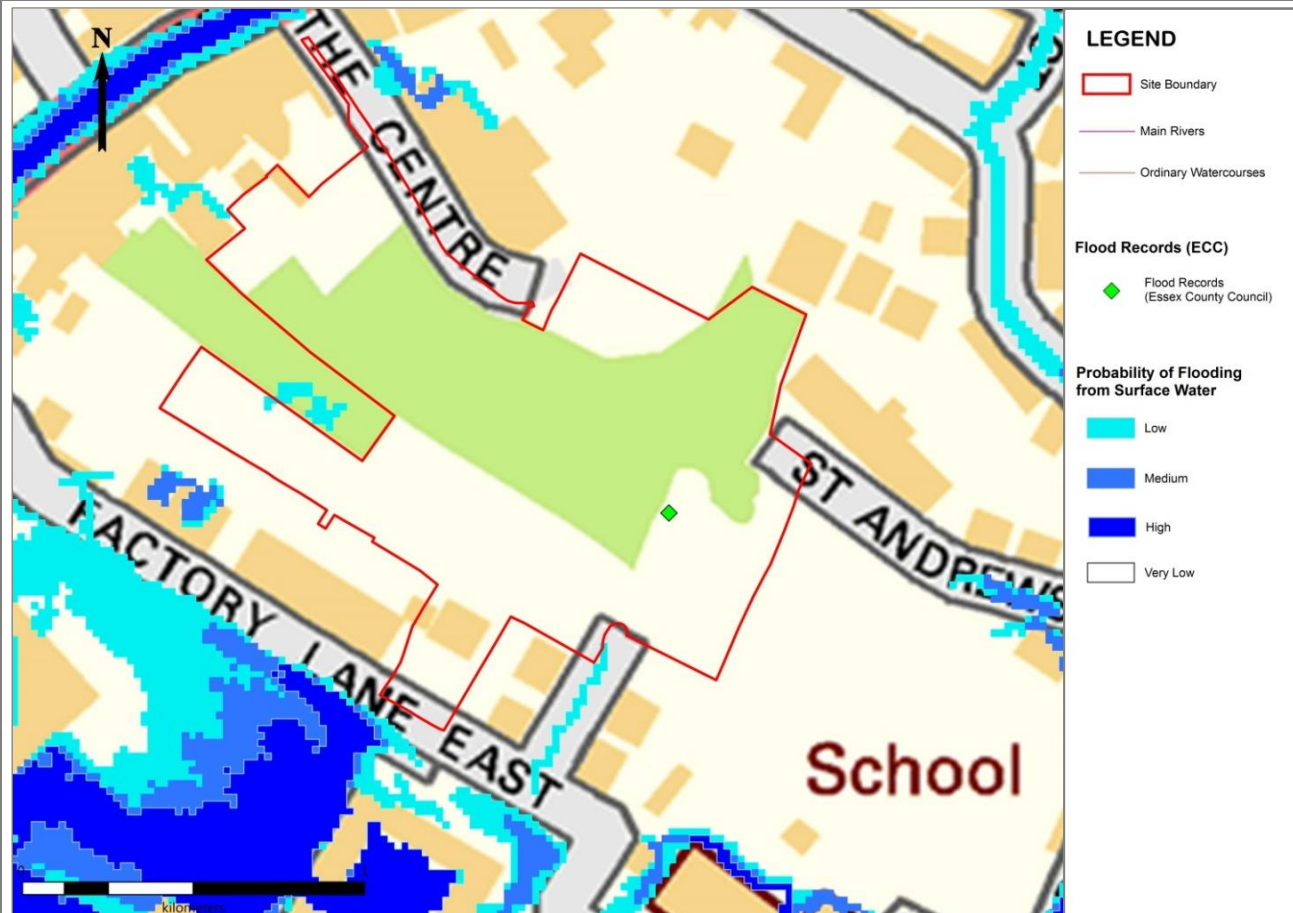 N
THE CENTRE
ST ANDREWS
FACTORY LANE EAST
School
kilometers
LEGEND
Site Boundary
Main Rivers
Ordinary Watercourses
Flood Records (ECC)
Flood Records
(Essex County Council)
Probability of Flooding
from Surface Water
Low
Medium
High
Very Low